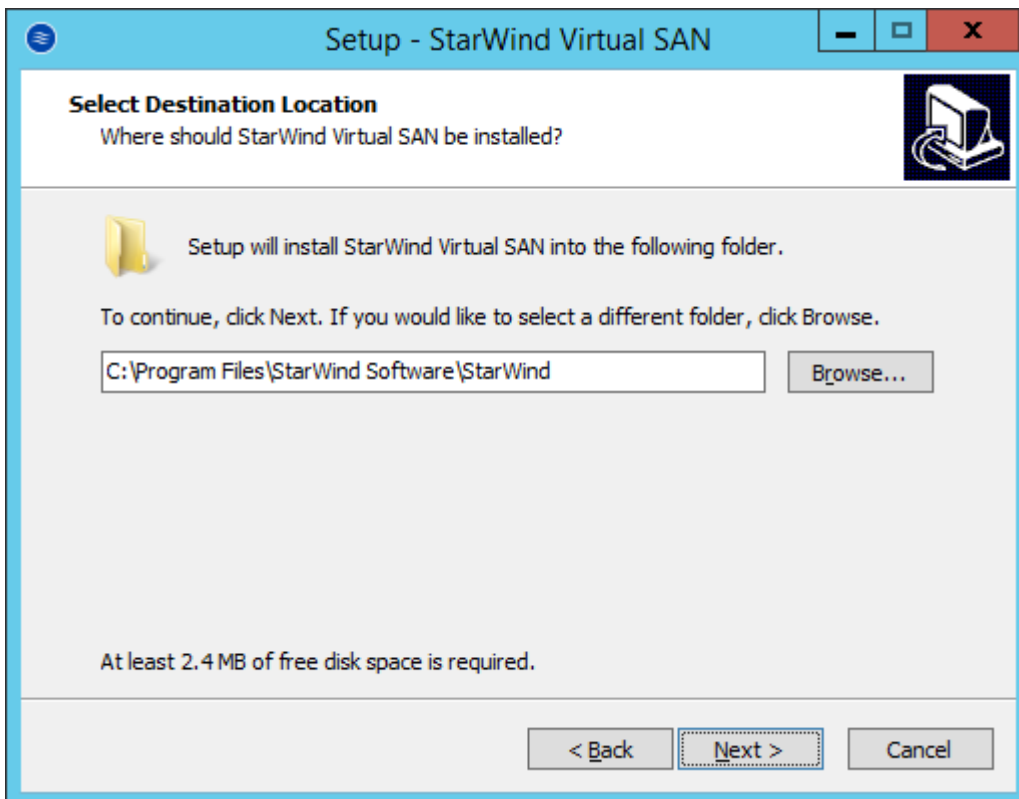 Setup - StarWind Virtual SAN
Select Destination Location
Where should StarWind Virtual SAN be installed?
Setup will install StarWind Virtual SAN into the following folder.
To continue, click Next. If you would like to select a different folder, click Browse.
C:\Program Files\StarWind Software\StarWind
Browse...
At least 2.4 MB of free disk space is required.
< Back
Next >
Cancel